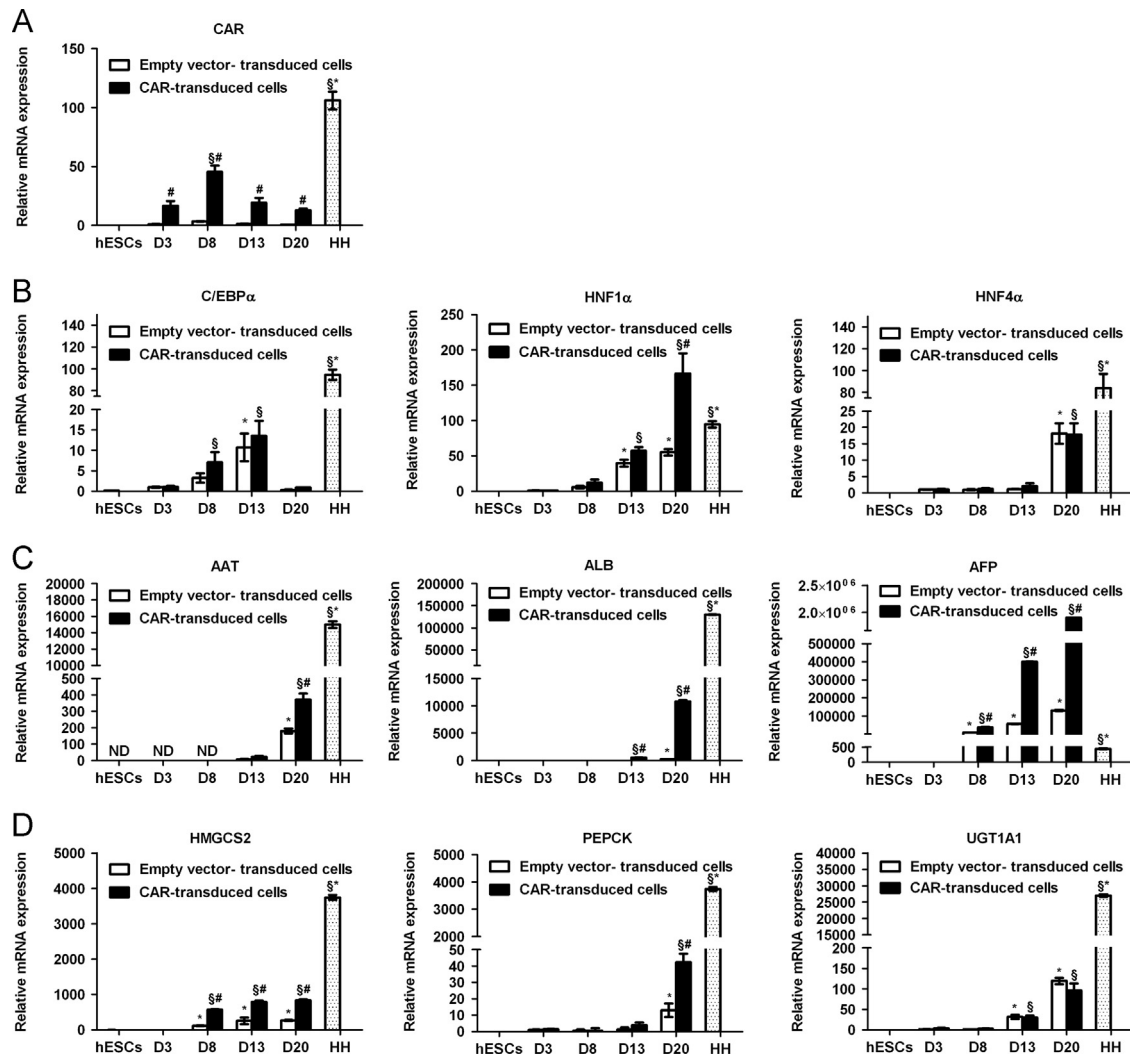 A
CAR
Relative mRNA expression
150
100
50
0
Empty vector- transduced cells
CAR-transduced cells
#
§#
#
#
§*
hESCs D3 D8 D13 D20 HH
B
C/EBPα
Relative mRNA expression
140
120
100
80
60
20
15
10
5
0
Empty vector- transduced cells
CAR-transduced cells
§
*
§
§*
hESCs D3 D8 D13 D20 HH
HNF1α
Relative mRNA expression
250
200
150
100
50
0
Empty vector- transduced cells
CAR-transduced cells
*
§
*
§#
§*
hESCs D3 D8 D13 D20 HH
HNF4α
Relative mRNA expression
140
120
100
80
25
20
15
10
5
0
Empty vector- transduced cells
CAR-transduced cells
*
§
§*
hESCs D3 D8 D13 D20 HH
C
AAT
Relative mRNA expression
20000
18000
16000
14000
12000
10000
500
400
300
200
100
0
Empty vector- transduced cells
CAR-transduced cells
ND ND ND
*
§#
§*
hESCs D3 D8 D13 D20 HH
ALB
Relative mRNA expression
200000
150000
100000
50000
15000
10000
5000
0
Empty vector- transduced cells
CAR-transduced cells
§#
*
§#
§*
hESCs D3 D8 D13 D20 HH
AFP
Relative mRNA expression
2.5×10⁰⁶
2.0×10⁰⁶
500000
400000
300000
200000
100000
500
0
Empty vector- transduced cells
CAR-transduced cells
*
§#
*
§#
*
§#
§*
hESCs D3 D8 D13 D20 HH
D
HMGCS2
Relative mRNA expression
5000
4000
3000
2000
1000
0
Empty vector- transduced cells
CAR-transduced cells
*
§#
*
§#
*
§#
§*
hESCs D3 D8 D13 D20 HH
PEPCK
Relative mRNA expression
5000
4000
3000
2000
50
40
30
20
10
0
Empty vector- transduced cells
CAR-transduced cells
*
§#
§*
hESCs D3 D8 D13 D20 HH
UGT1A1
Relative mRNA expression
40000
35000
30000
25000
20000
15000
200
150
100
50
0
Empty vector- transduced cells
CAR-transduced cells
*
§
*
§
§*
hESCs D3 D8 D13 D20 HH